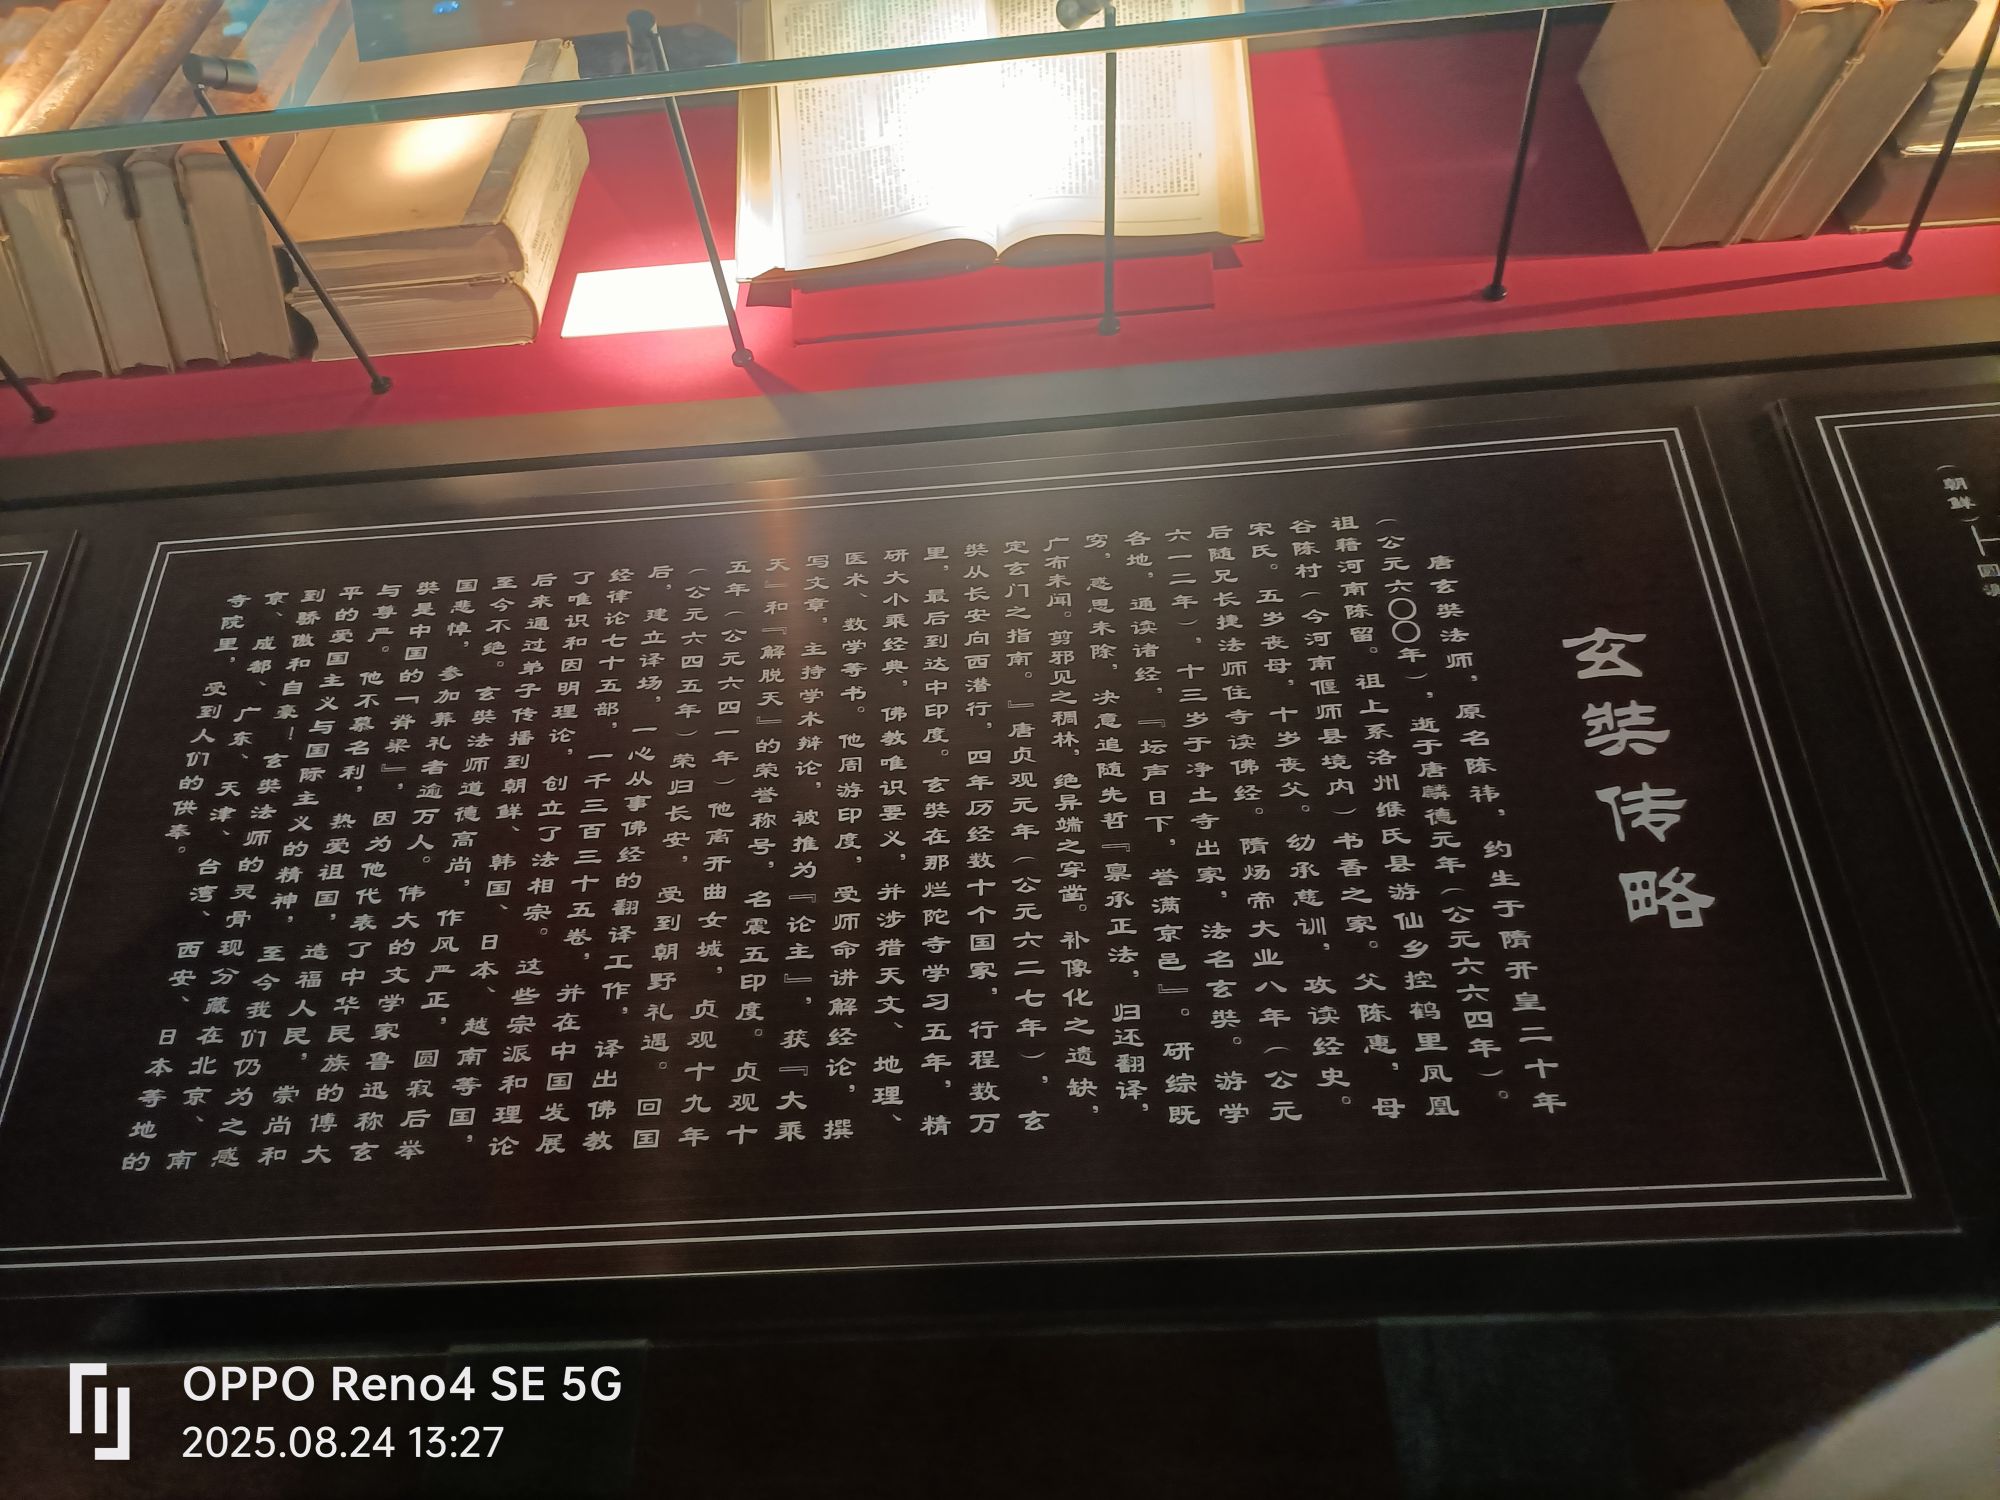 玄奘传略
唐玄奘法师，原名陈祎，约生于隋开皇二十年
（公元六〇〇年），逝于唐麟德元年（公元六六四年）。
祖籍河南陈留。祖上系洛州缑氏县游仙乡控鹤里凤凰
谷陈村（今河南偃师县境内）书香之家。父陈惠，母
宋氏。五岁丧母，十岁丧父。幼承慈训，攻读经史。
后随兄长捷法师住寺读佛经。隋炀帝大业八年（公元
六一二年），十三岁于净土寺出家，法名玄奘。游学
各地，通读诸经，『坛声日下，誉满京邑』。研综既
穷，惑思未除，决意追随先哲『禀承正法，归还翻译，
广布未闻。剪邪见之稠林，绝异端之穿凿。补像化之遗缺，
定玄门之指南。』唐贞观元年（公元六二七年），玄
奘从长安向西潜行，四年历经数十个国家，行程数万
里，最后到达中印度。玄奘在那烂陀寺学习五年，精
研大小乘经典，佛教唯识要义，并涉猎天文、地理、
医术、数学等书。他周游印度，受师命讲解经论，撰
写文章，主持学术辩论，被推为『论主』，获『大乘
天』和『解脱天』的荣誉称号，名震五印度。贞观十
五年（公元六四一年）他离开曲女城，贞观十九年
（公元六四五年）荣归长安，受到朝野礼遇。回国
后，建立译场，一心从事佛经的翻译工作，译出佛教
经律论七十五部，一千三百三十五卷，并在中国发展
了唯识和因明理论，创立了法相宗。这些宗派和理论
后来通过弟子传播到朝鲜、韩国、日本、越南等国，
至今不绝。玄奘法师道德高尚，作风严正，圆寂后举
国悲悼，参加葬礼者逾万人。伟大的文学家鲁迅称玄
奘是中国的『脊梁』，因为他代表了中华民族的博大
与尊严。他不慕名利，热爱祖国，造福人民，崇尚和
平的爱国主义与国际主义的精神，至今我们仍为之感
到骄傲和自豪！玄奘法师的灵骨现分藏在北京、南
京、成都、广东、天津、台湾、西安、日本等地的
寺院里，受到人们的供奉。
（朝鲜）
OPPO Reno4 SE 5G
2025.08.24 13:27